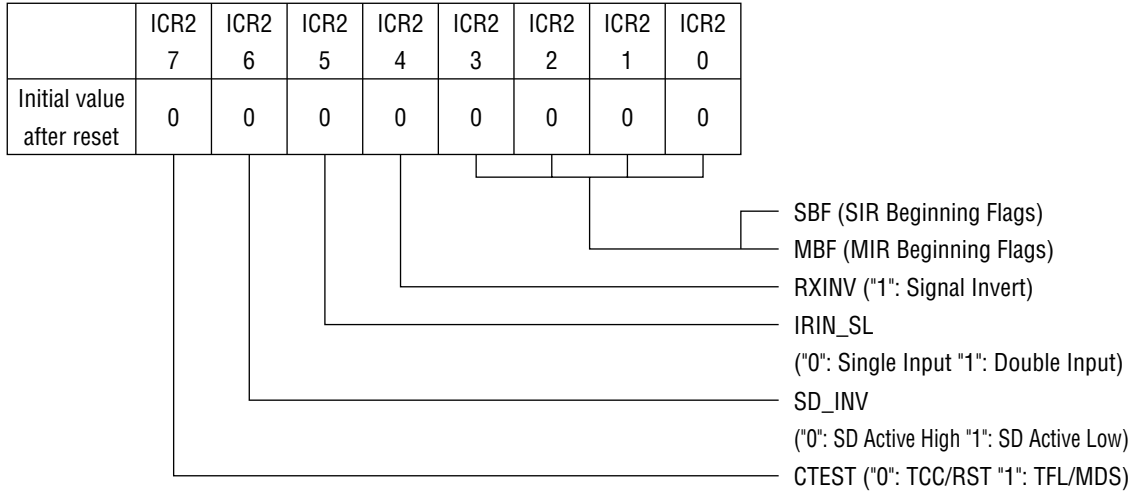 ICR2 ICR2 ICR2 ICR2 ICR2 ICR2 ICR2 ICR2
7 6 5 4 3 2 1 0
Initial value
after reset
0 0 0 0 0 0 0 0
SBF (SIR Beginning Flags)
MBF (MIR Beginning Flags)
RXINV ("1": Signal Invert)
IRIN_SL
("0": Single Input "1": Double Input)
SD_INV
("0": SD Active High "1": SD Active Low)
CTEST ("0": TCC/RST "1": TFL/MDS)